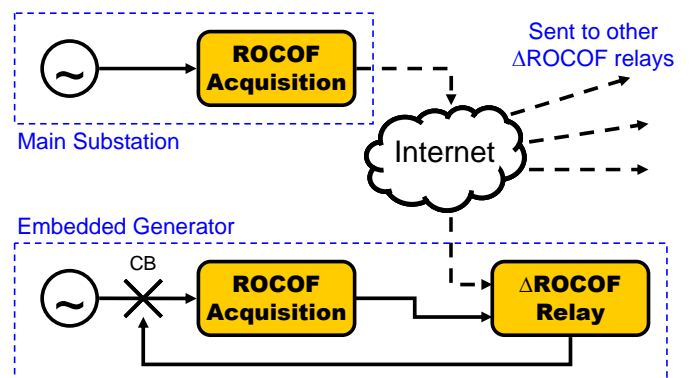 Sent to other
ΔROCOF relays
ROCOF
Acquisition
Main Substation
Internet
Embedded Generator
CB
~
ROCOF
Acquisition
ΔROCOF
Relay
~